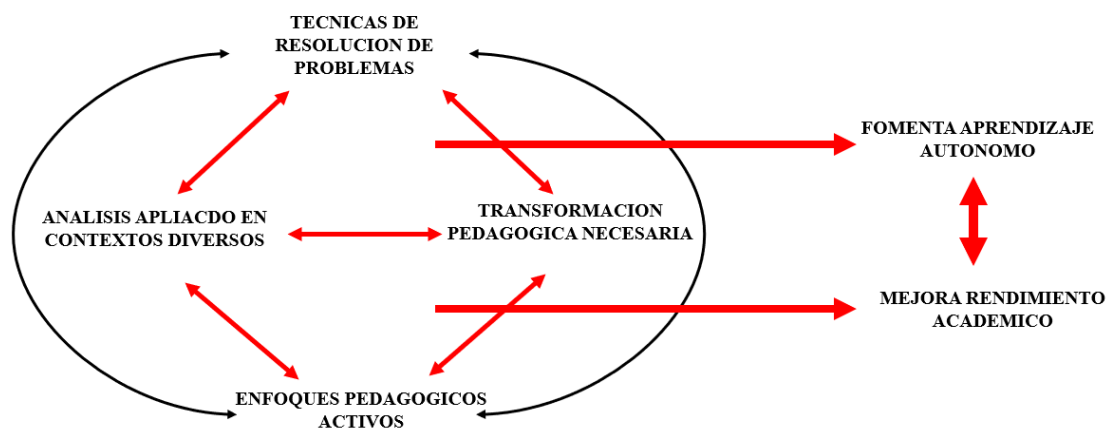 TECNICAS DE
RESOLUCION DE
PROBLEMAS
FOMENTA APRENDIZAJE
AUTONOMO
ANALISIS APLIACDO EN
CONTEXTOS DIVERSOS
TRANSFORMACION
PEDAGOGICA NECESARIA
MEJORA RENDIMIENTO
ACADEMICO
ENFOQUES PEDAGOGICOS
ACTIVOS